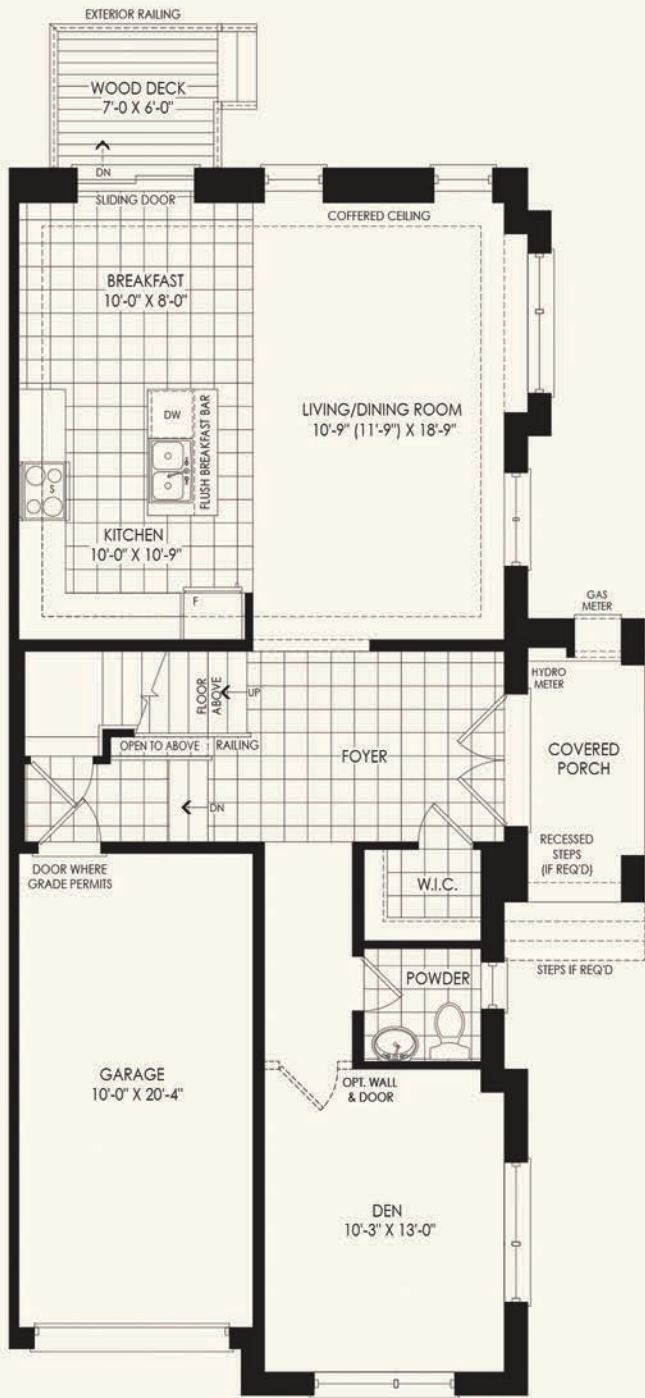 EXTERIOR RAILING
WOOD DECK
7'-0 X 6'-0"
DN
SLIDING DOOR
COFFERED CEILING
BREAKFAST
10'-0" X 8'-0"
DW
FLUSH BREAKFAST BAR
LIVING/DINING ROOM
10'-9" (11'-9") X 18'-9"
S
KITCHEN
10'-0" X 10'-9"
F
GAS
METER
HYDRO
METER
FLOOR
ABOVE
UP
OPEN TO ABOVE
RAILING
FOYER
COVERED
PORCH
DN
DOOR WHERE
GRADE PERMITS
W.I.C.
RECESSED
STEPS
(IF REQ'D)
STEPS IF REQ'D
POWDER
GARAGE
10'-0" X 20'-4"
OPT. WALL
& DOOR
DEN
10'-3" X 13'-0"